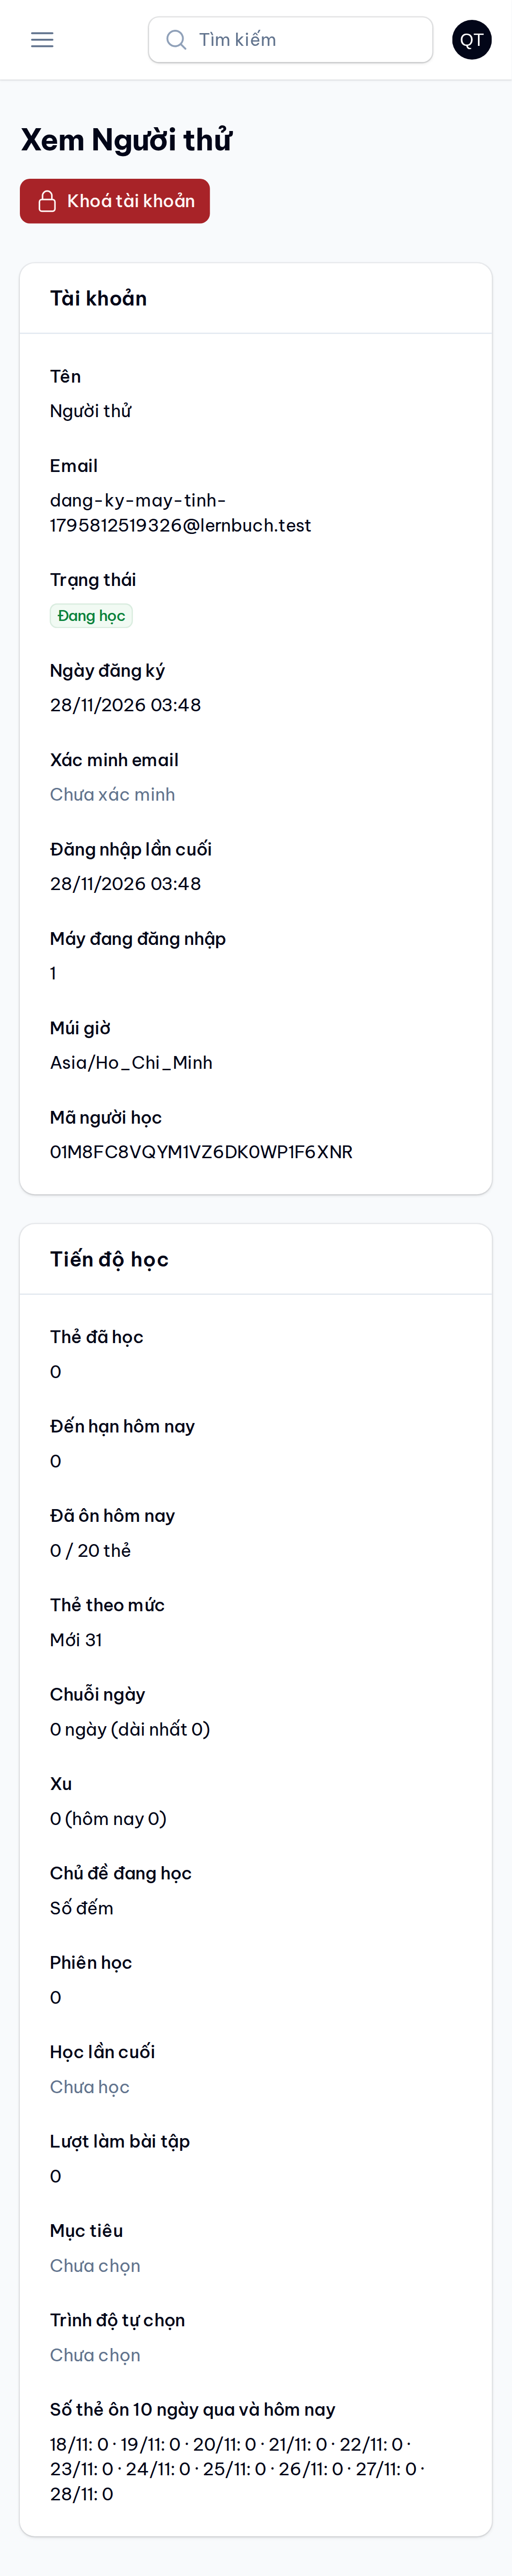 Tìm kiếm
QT
Xem Người thử
Khoá tài khoản
Tài khoản
Tên
Người thử
Email
dang-ky-may-tinh-
1795812519326@lernbuch.test
Trạng thái
Đang học
Ngày đăng ký
28/11/2026 03:48
Xác minh email
Chưa xác minh
Đăng nhập lần cuối
28/11/2026 03:48
Máy đang đăng nhập
1
Múi giờ
Asia/Ho_Chi_Minh
Mã người học
01M8FC8VQYM1VZ6DK0WP1F6XNR
Tiến độ học
Thẻ đã học
0
Đến hạn hôm nay
0
Đã ôn hôm nay
0 / 20 thẻ
Thẻ theo mức
Mới 31
Chuỗi ngày
0 ngày (dài nhất 0)
Xu
0 (hôm nay 0)
Chủ đề đang học
Số đếm
Phiên học
0
Học lần cuối
Chưa học
Lượt làm bài tập
0
Mục tiêu
Chưa chọn
Trình độ tự chọn
Chưa chọn
Số thẻ ôn 10 ngày qua và hôm nay
18/11: 0 · 19/11: 0 · 20/11: 0 · 21/11: 0 · 22/11: 0 ·
23/11: 0 · 24/11: 0 · 25/11: 0 · 26/11: 0 · 27/11: 0 ·
28/11: 0